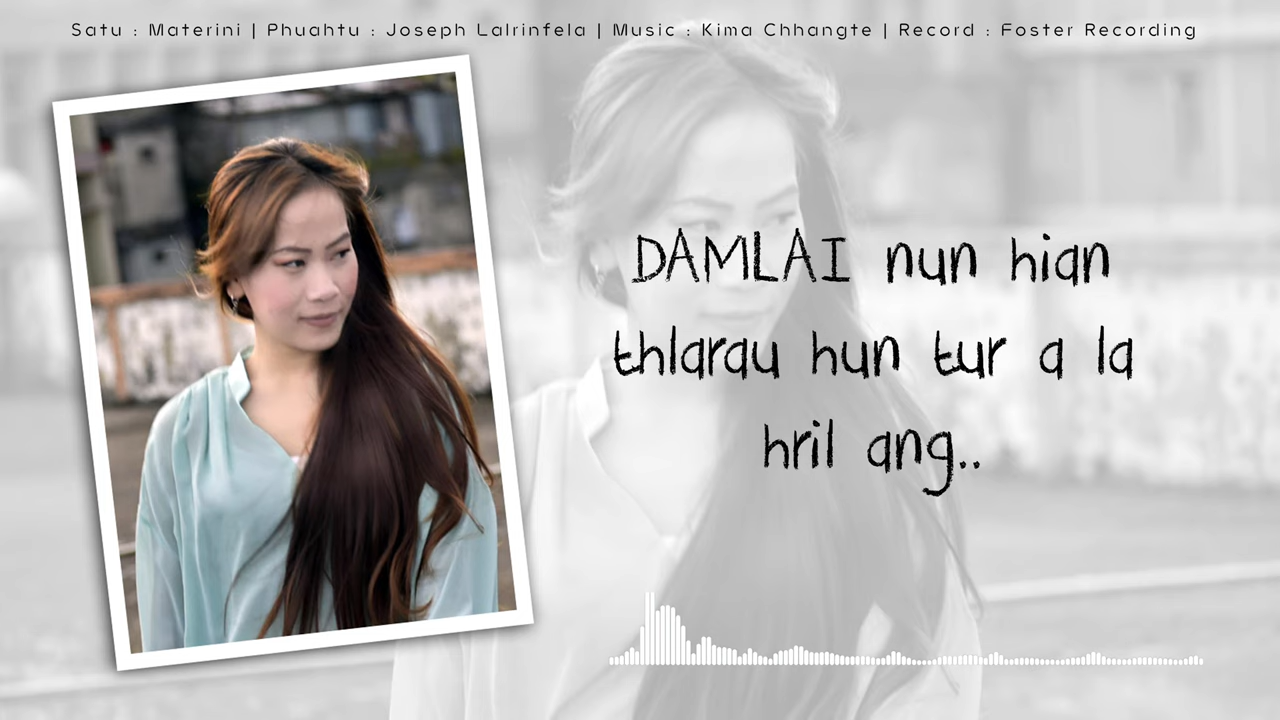 Satu : Materini | Phuahtu : Joseph Lalrinfela | Music : Kima Chhangte | Record : Foster Recording
DAMLAI nun hian
thlarau hun tur a la
hril ang..